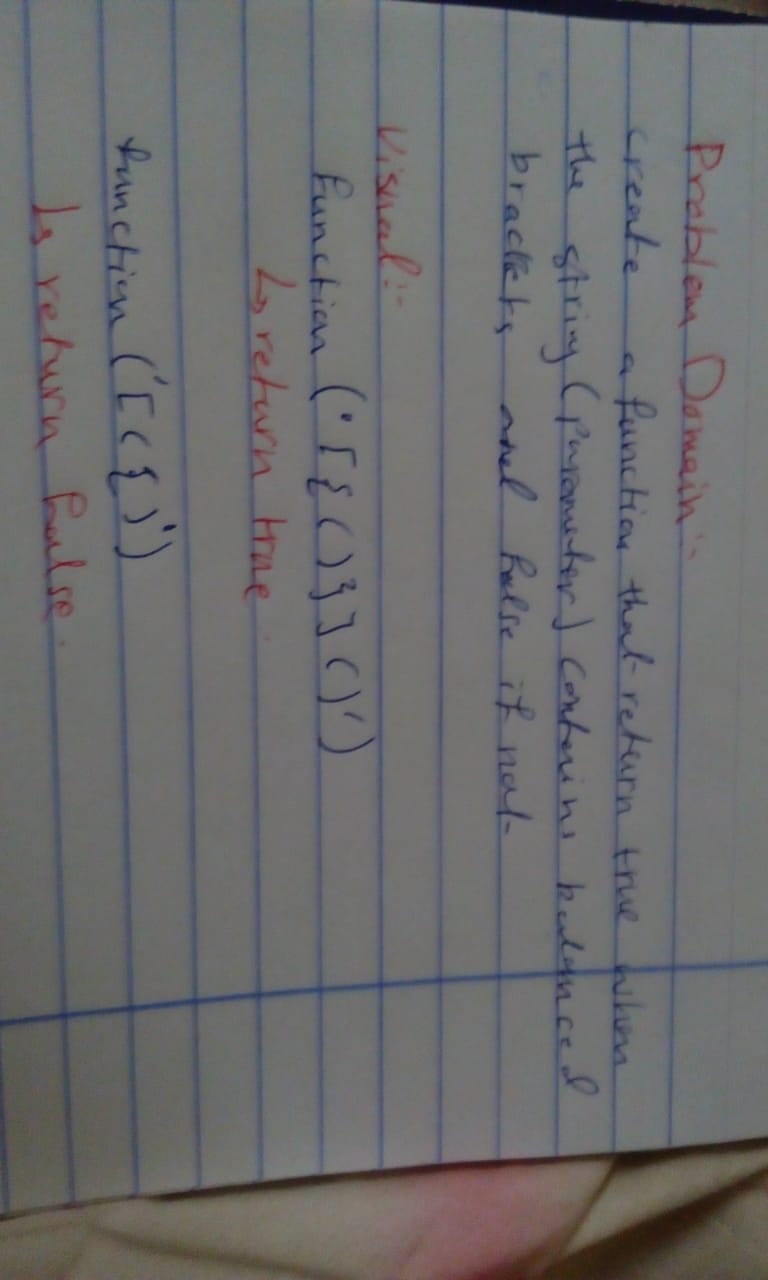 Problem Domain:-
create a function that return true when
the string (parameter) contains balanced
brackets and false if not
Visual:-
function ('[{()}]()')
↳ return true.
function ('[({)')
↳ return false.